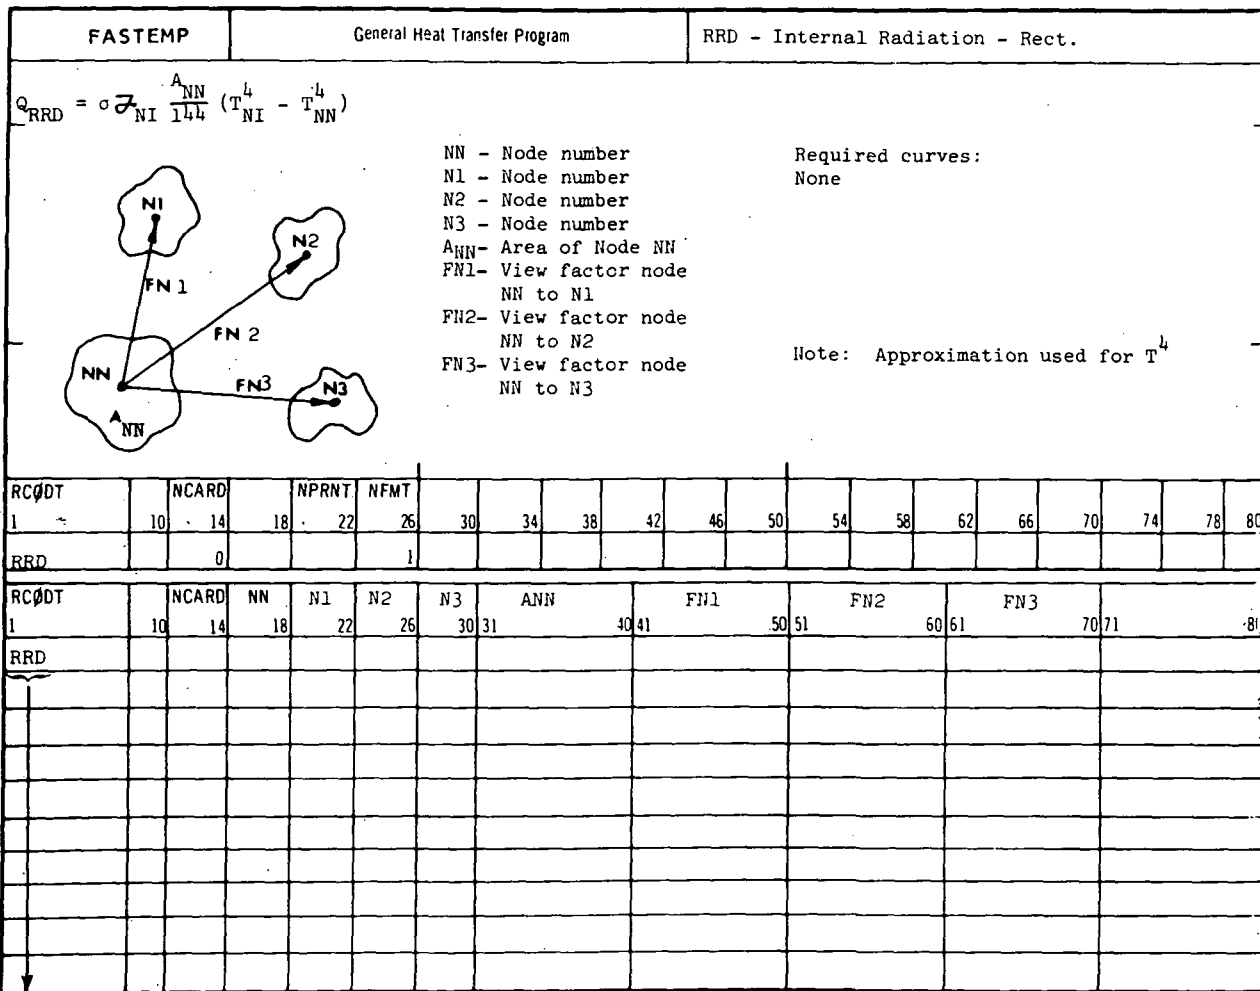 FASTEMP General Heat Transfer Program RRD - Internal Radiation - Rect.
Q_RRD = σ ℱ_NI A_NN/144 (T^4_NI - T^4_NN)
NN - Node number
N1 - Node number
N2 - Node number
N3 - Node number
A_NN- Area of Node NN
FN1- View factor node
NN to N1
FN2- View factor node
NN to N2
FN3- View factor node
NN to N3
Required curves:
None
Note: Approximation used for T^4
N1
N2
FN 1
FN 2
NN
FN3
N3
A_NN
RCØDT NCARD NPRNT NFMT
1 10 14 18 22 26 30 34 38 42 46 50 54 58 62 66 70 74 78 80
RRD 0 1
RCØDT NCARD NN N1 N2 N3 ANN FN1 FN2 FN3
1 10 14 18 22 26 30 31 40 41 50 51 60 61 70 71 80
RRD